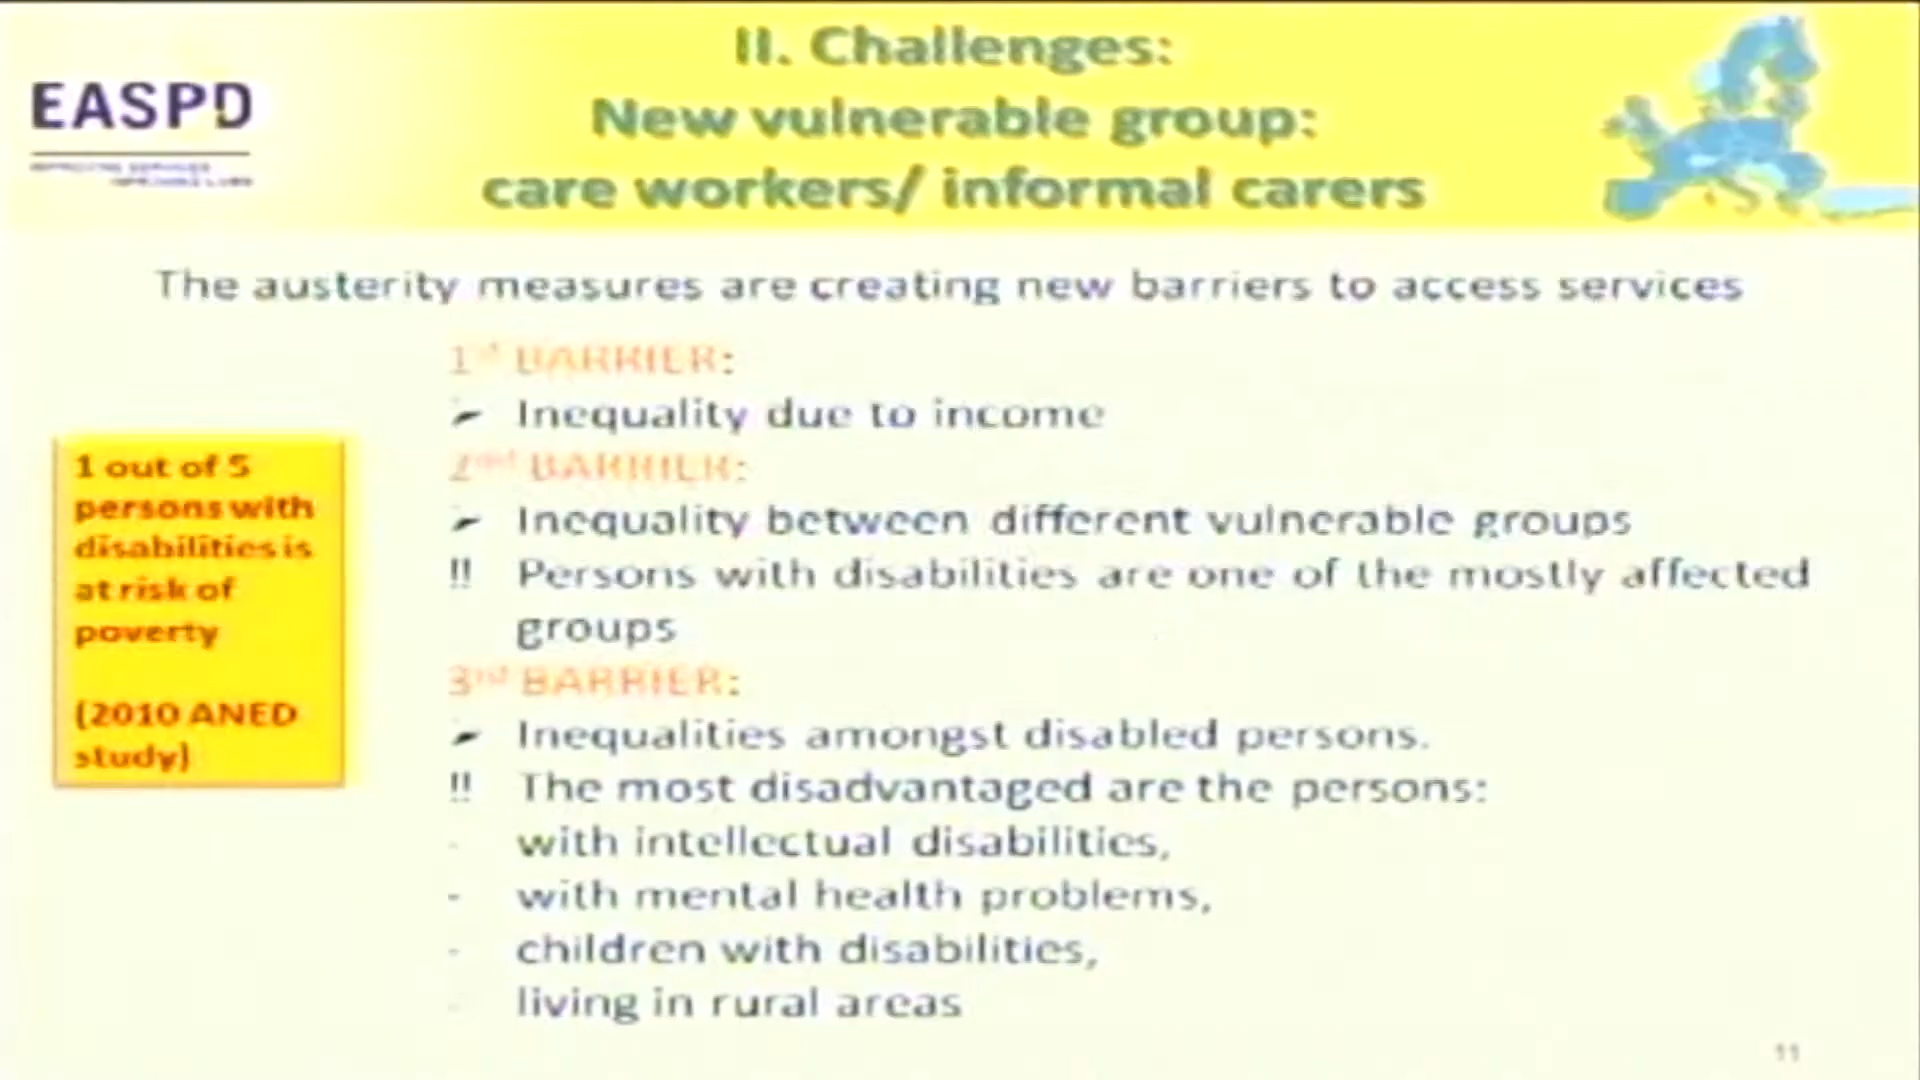 II. Challenges:
New vulnerable group:
care workers/ informal carers
EASPD
IMPROVING SERVICES
IMPROVING LIVES
The austerity measures are creating new barriers to access services
1st BARRIER:
➢ Inequality due to income
2nd BARRIER:
➢ Inequality between different vulnerable groups
!! Persons with disabilities are one of the mostly affected
groups
3rd BARRIER:
➢ Inequalities amongst disabled persons.
!! The most disadvantaged are the persons:
- with intellectual disabilities,
- with mental health problems,
- children with disabilities,
- living in rural areas
1 out of 5
persons with
disabilities is
at risk of
poverty
(2010 ANED
study)
11